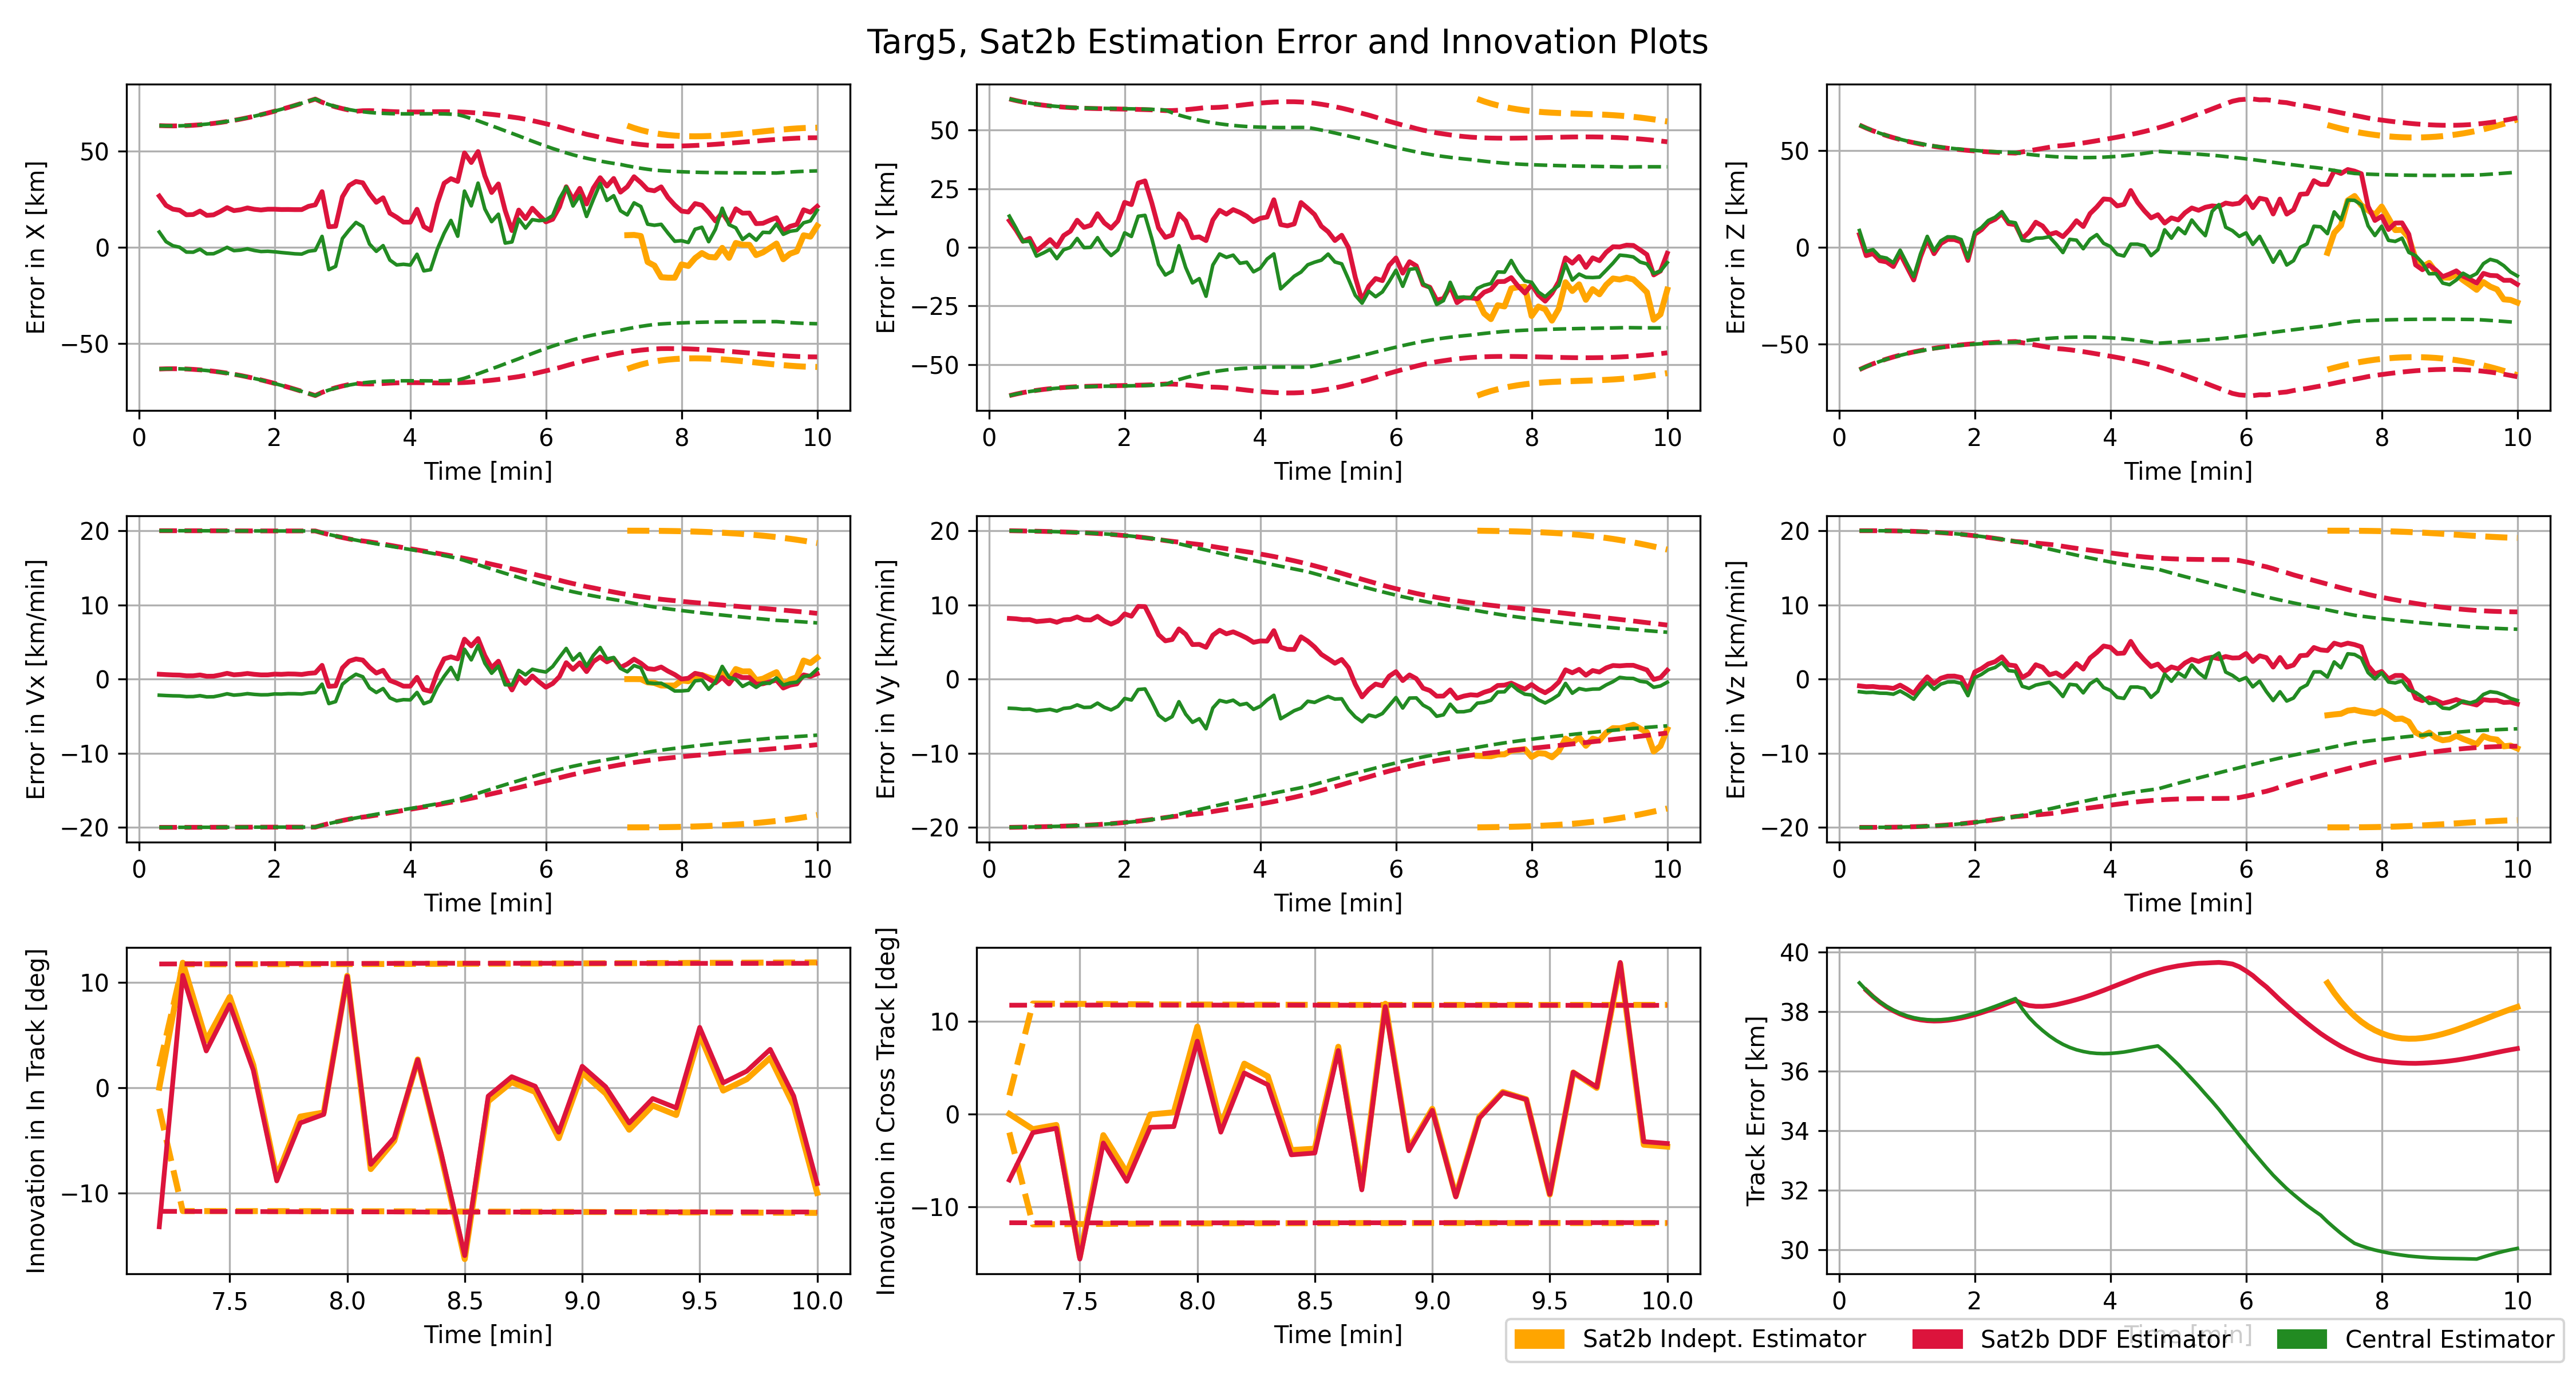 Targ5, Sat2b Estimation Error and Innovation Plots
Error in X [km]
50
0
−50
0 2 4 6 8 10
Time [min]
Error in Y [km]
50
25
0
−25
−50
0 2 4 6 8 10
Time [min]
Error in Z [km]
50
0
−50
0 2 4 6 8 10
Time [min]
Error in Vx [km/min]
20
10
0
−10
−20
0 2 4 6 8 10
Time [min]
Error in Vy [km/min]
20
10
0
−10
−20
0 2 4 6 8 10
Time [min]
Error in Vz [km/min]
20
10
0
−10
−20
0 2 4 6 8 10
Time [min]
Innovation in In Track [deg]
10
0
−10
7.5 8.0 8.5 9.0 9.5 10.0
Time [min]
Innovation in Cross Track [deg]
10
0
−10
7.5 8.0 8.5 9.0 9.5 10.0
Time [min]
Track Error [km]
40
38
36
34
32
30
0 2 4 6 8 10
Time [min]
Sat2b Indept. Estimator Sat2b DDF Estimator Central Estimator